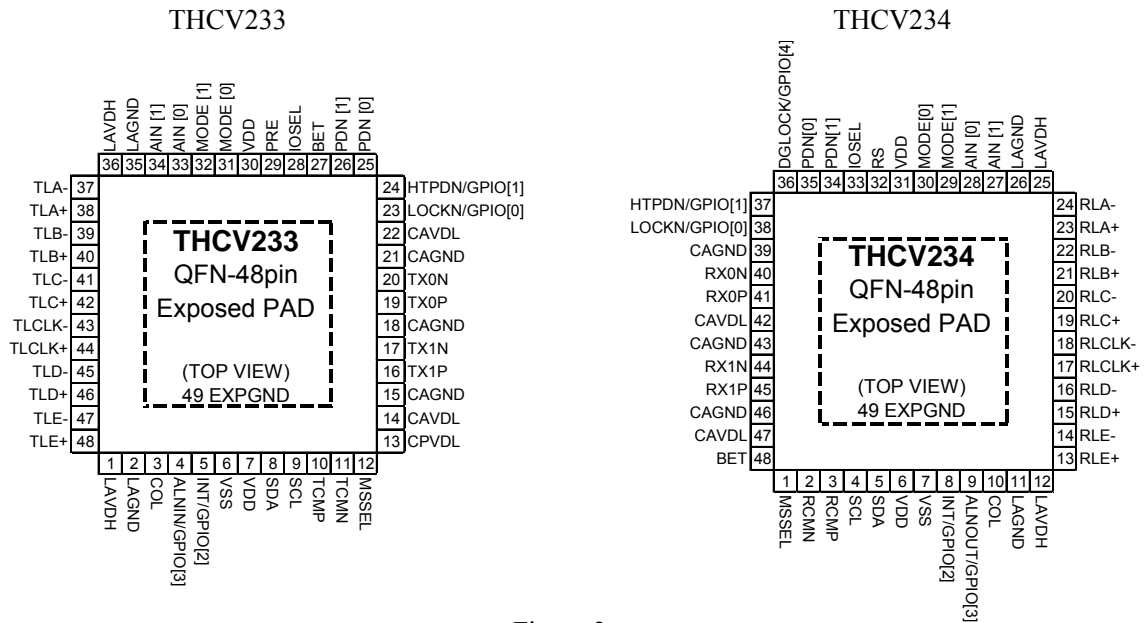 THCV233
LAVDH
LAGND
AIN [1]
AIN [0]
MODE [1]
MODE [0]
VDD
PRE
IOSEL
BET
PDN [1]
PDN [0]
36 35 34 33 32 31 30 29 28 27 26 25
TLA- 37
TLA+ 38
TLB- 39
TLB+ 40
TLC- 41
TLC+ 42
TLCLK- 43
TLCLK+ 44
TLD- 45
TLD+ 46
TLE- 47
TLE+ 48
THCV233
QFN-48pin
Exposed PAD
(TOP VIEW)
49 EXPGND
24 HTPDN/GPIO[1]
23 LOCKN/GPIO[0]
22 CAVDL
21 CAGND
20 TX0N
19 TX0P
18 CAGND
17 TX1N
16 TX1P
15 CAGND
14 CAVDL
13 CPVDL
1 2 3 4 5 6 7 8 9 10 11 12
LAVDH
LAGND
COL
ALNIN/GPIO[3]
INT/GPIO[2]
VSS
VDD
SDA
SCL
TCMP
TCMN
MSSEL
THCV234
DGLOCK/GPIO[4]
PDN[0]
PDN[1]
IOSEL
RS
VDD
MODE[0]
MODE[1]
AIN [0]
AIN [1]
LAGND
LAVDH
36 35 34 33 32 31 30 29 28 27 26 25
HTPDN/GPIO[1] 37
LOCKN/GPIO[0] 38
CAGND 39
RX0N 40
RX0P 41
CAVDL 42
CAGND 43
RX1N 44
RX1P 45
CAGND 46
CAVDL 47
BET 48
THCV234
QFN-48pin
Exposed PAD
(TOP VIEW)
49 EXPGND
24 RLA-
23 RLA+
22 RLB-
21 RLB+
20 RLC-
19 RLC+
18 RLCLK-
17 RLCLK+
16 RLD-
15 RLD+
14 RLE-
13 RLE+
1 2 3 4 5 6 7 8 9 10 11 12
MSSEL
RCMN
RCMP
SCL
SDA
VDD
VSS
INT/GPIO[2]
ALNOUT/GPIO[3]
COL
LAGND
LAVDH